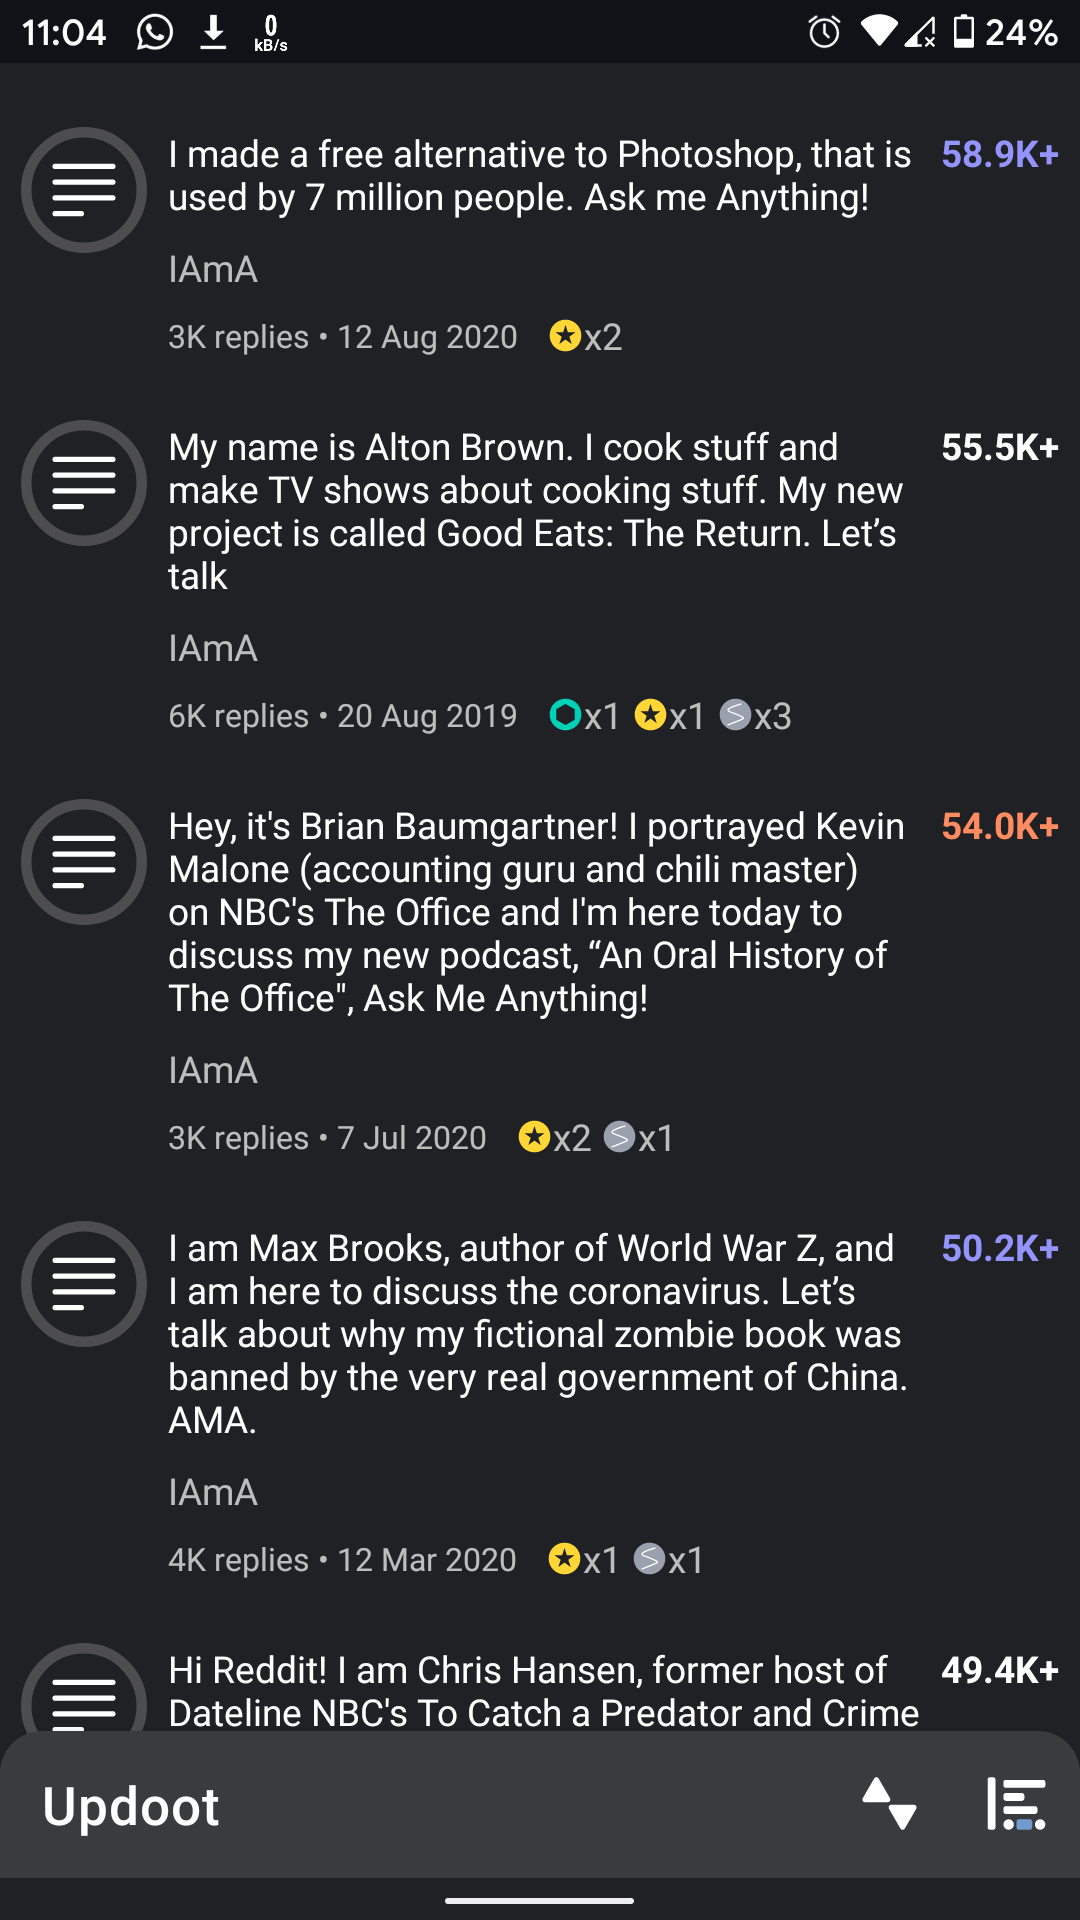 11:04 0 kB/s 24%
I made a free alternative to Photoshop, that is 58.9K+
used by 7 million people. Ask me Anything!
IAmA
3K replies • 12 Aug 2020 x2
My name is Alton Brown. I cook stuff and 55.5K+
make TV shows about cooking stuff. My new
project is called Good Eats: The Return. Let’s
talk
IAmA
6K replies • 20 Aug 2019 x1 x1 x3
Hey, it's Brian Baumgartner! I portrayed Kevin 54.0K+
Malone (accounting guru and chili master)
on NBC's The Office and I'm here today to
discuss my new podcast, “An Oral History of
The Office", Ask Me Anything!
IAmA
3K replies • 7 Jul 2020 x2 x1
I am Max Brooks, author of World War Z, and 50.2K+
I am here to discuss the coronavirus. Let’s
talk about why my fictional zombie book was
banned by the very real government of China.
AMA.
IAmA
4K replies • 12 Mar 2020 x1 x1
Hi Reddit! I am Chris Hansen, former host of 49.4K+
Dateline NBC's To Catch a Predator and Crime
Updoot